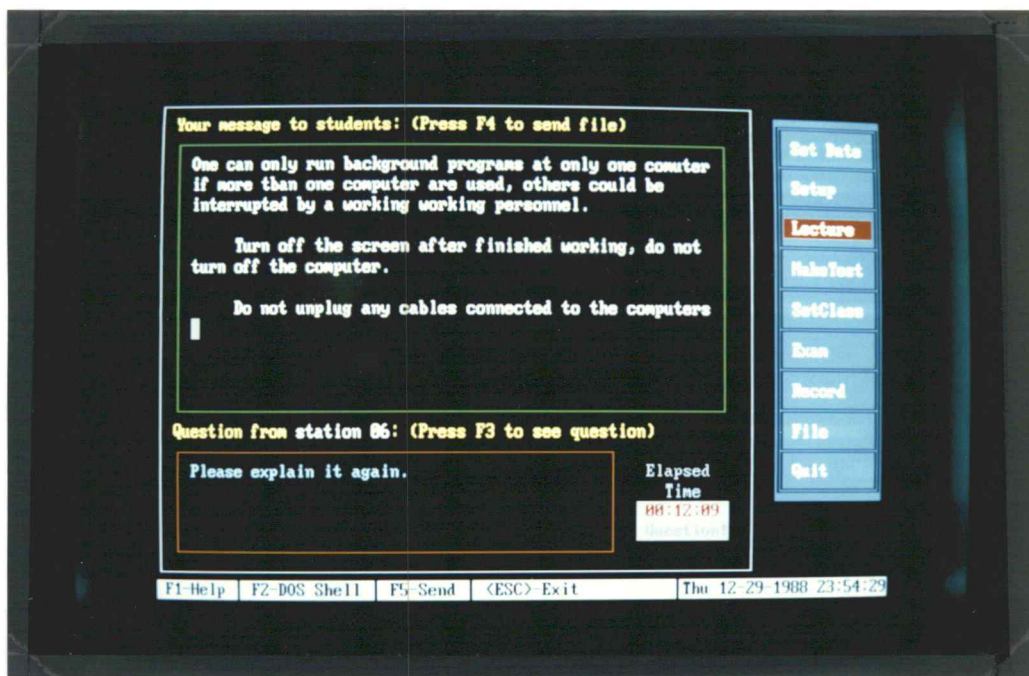 Your message to students: (Press F4 to send file)
One can only run background programs at only one comuter
if more than one computer are used, others could be
interrupted by a working working personnel.
Turn off the screen after finished working, do not
turn off the computer.
Do not unplug any cables connected to the computers
Question from station 06: (Press F3 to see question)
Please explain it again.
Elapsed
Time
00:12:09
Question!
Set Date
Setup
Lecture
MakeTest
SetClass
Exam
Record
File
Quit
F1-Help F2-DOS Shell F5-Send <ESC>-Exit Thu 12-29-1988 23:54:29